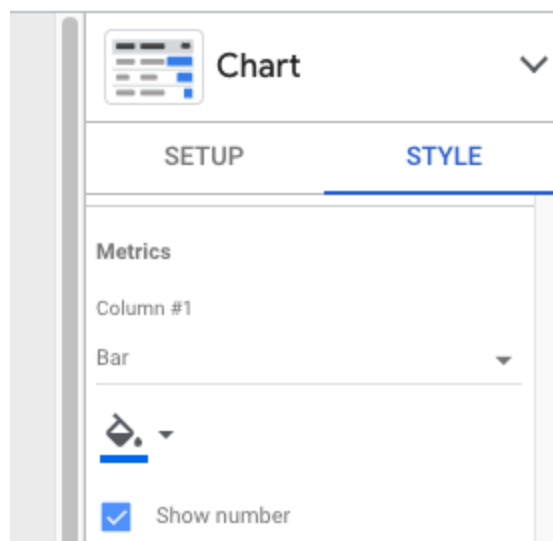 Chart
SETUP STYLE
Metrics
Column #1
Bar
Show number